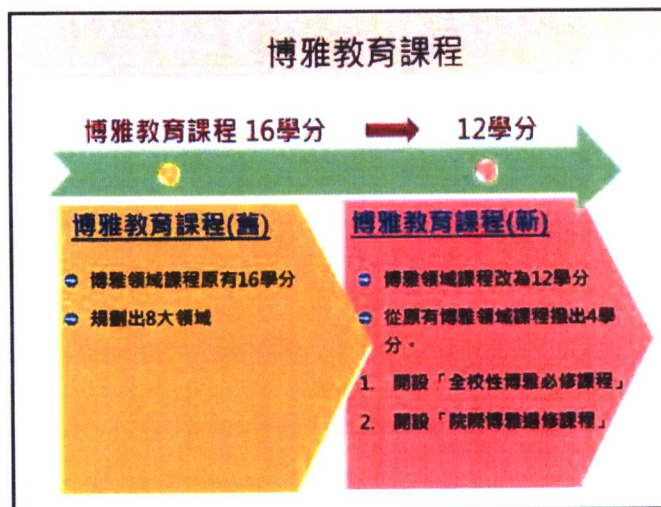 博雅教育課程
博雅教育課程 16學分
12學分
博雅教育課程(舊)
博雅領域課程原有16學分
規劃出8大領域
博雅教育課程(新)
博雅領域課程改為12學分
從原有博雅領域課程撥出4學
分。
1. 開設「全校性博雅必修課程」
2. 開設「院際博雅選修課程」